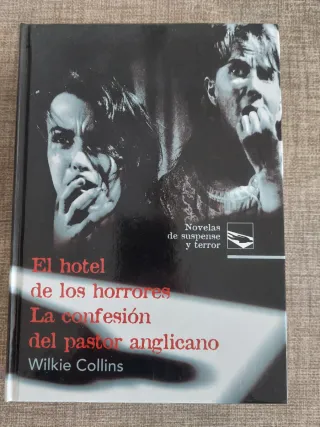 Novelas
de suspense
y terror
El hotel
de los horrores
La confesión
del pastor anglicano
Wilkie Collins